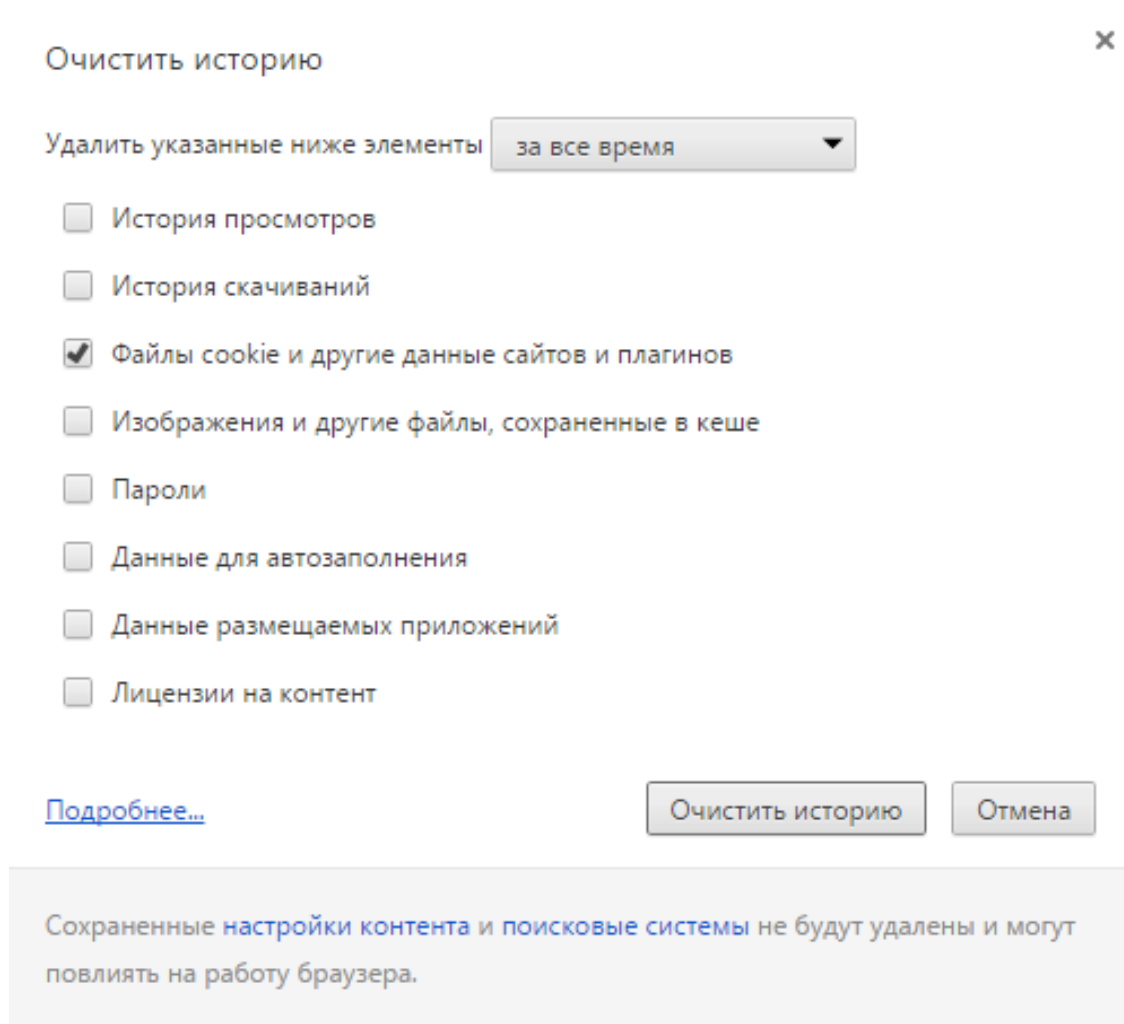 Очистить историю
Удалить указанные ниже элементы за все время
История просмотров
История скачиваний
Файлы cookie и другие данные сайтов и плагинов
Изображения и другие файлы, сохраненные в кеше
Пароли
Данные для автозаполнения
Данные размещаемых приложений
Лицензии на контент
Подробнее... Очистить историю Отмена
Сохраненные настройки контента и поисковые системы не будут удалены и могут
повлиять на работу браузера.